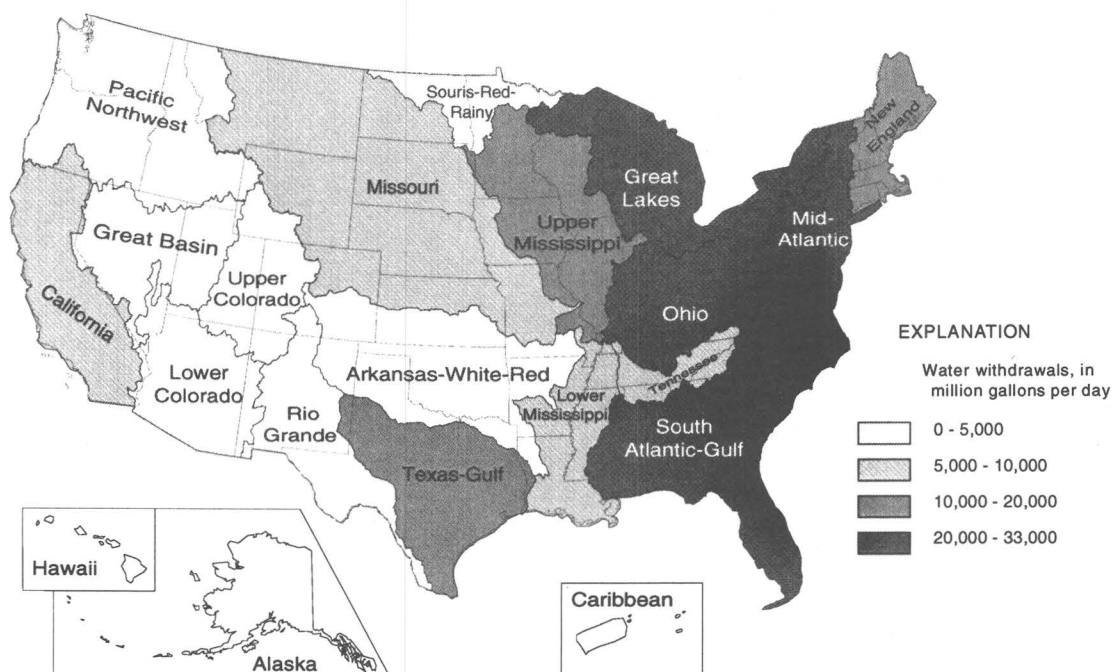 Pacific
Northwest
Souris-Red-
Rainy
New
England
Missouri
Great
Lakes
Upper
Mississippi
Mid-
Atlantic
Great Basin
Upper
Colorado
California
Ohio
Lower
Colorado
Arkansas-White-Red
Tennessee
Rio
Grande
Lower
Mississippi
South
Atlantic-Gulf
Texas-Gulf
EXPLANATION
Water withdrawals, in
million gallons per day
0 - 5,000
5,000 - 10,000
10,000 - 20,000
20,000 - 33,000
Hawaii
Alaska
Caribbean